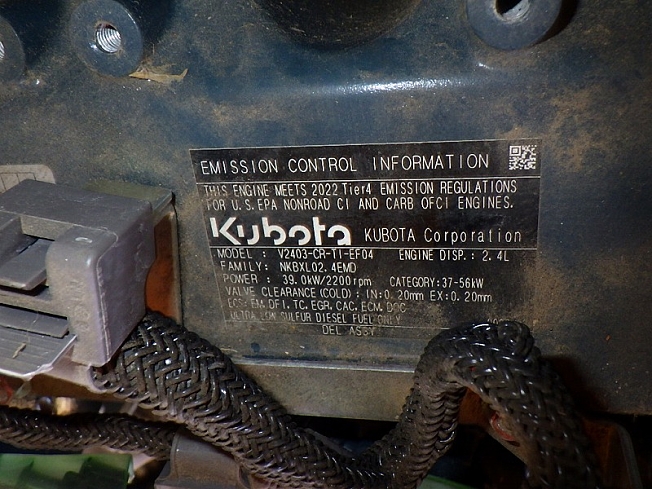 EMISSION CONTROL INFORMATION
THIS ENGINE MEETS 2022 Tier4 EMISSION REGULATIONS
FOR U.S. EPA NONROAD CI AND CARB OFCI ENGINES.
Kubota KUBOTA Corporation
MODEL : V2403-CR-TI-EF04 ENGINE DISP.: 2.4L
FAMILY: NKBXL02.4EMD
POWER : 39.0kW/2200rpm CATEGORY:37-56kW
VALVE CLEARANCE(COLD): IN:0.20mm EX:0.20mm
ECS: EM, DFI, TC, EGR, CAC, ECM, DOC
ULTRA LOW SULFUR DIESEL FUEL ONLY